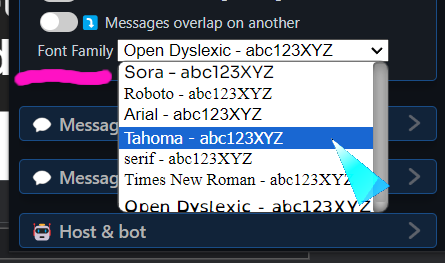 Messages overlap on another
Font Family Open Dyslexic - abc123XYZ
Sora - abc123XYZ
Roboto - abc123XYZ
Arial - abc123XYZ
Tahoma - abc123XYZ
serif - abc123XYZ
Times New Roman - abc123XYZ
Open Dyslexic - abc123XYZ
Messag
Messag
Host & bot